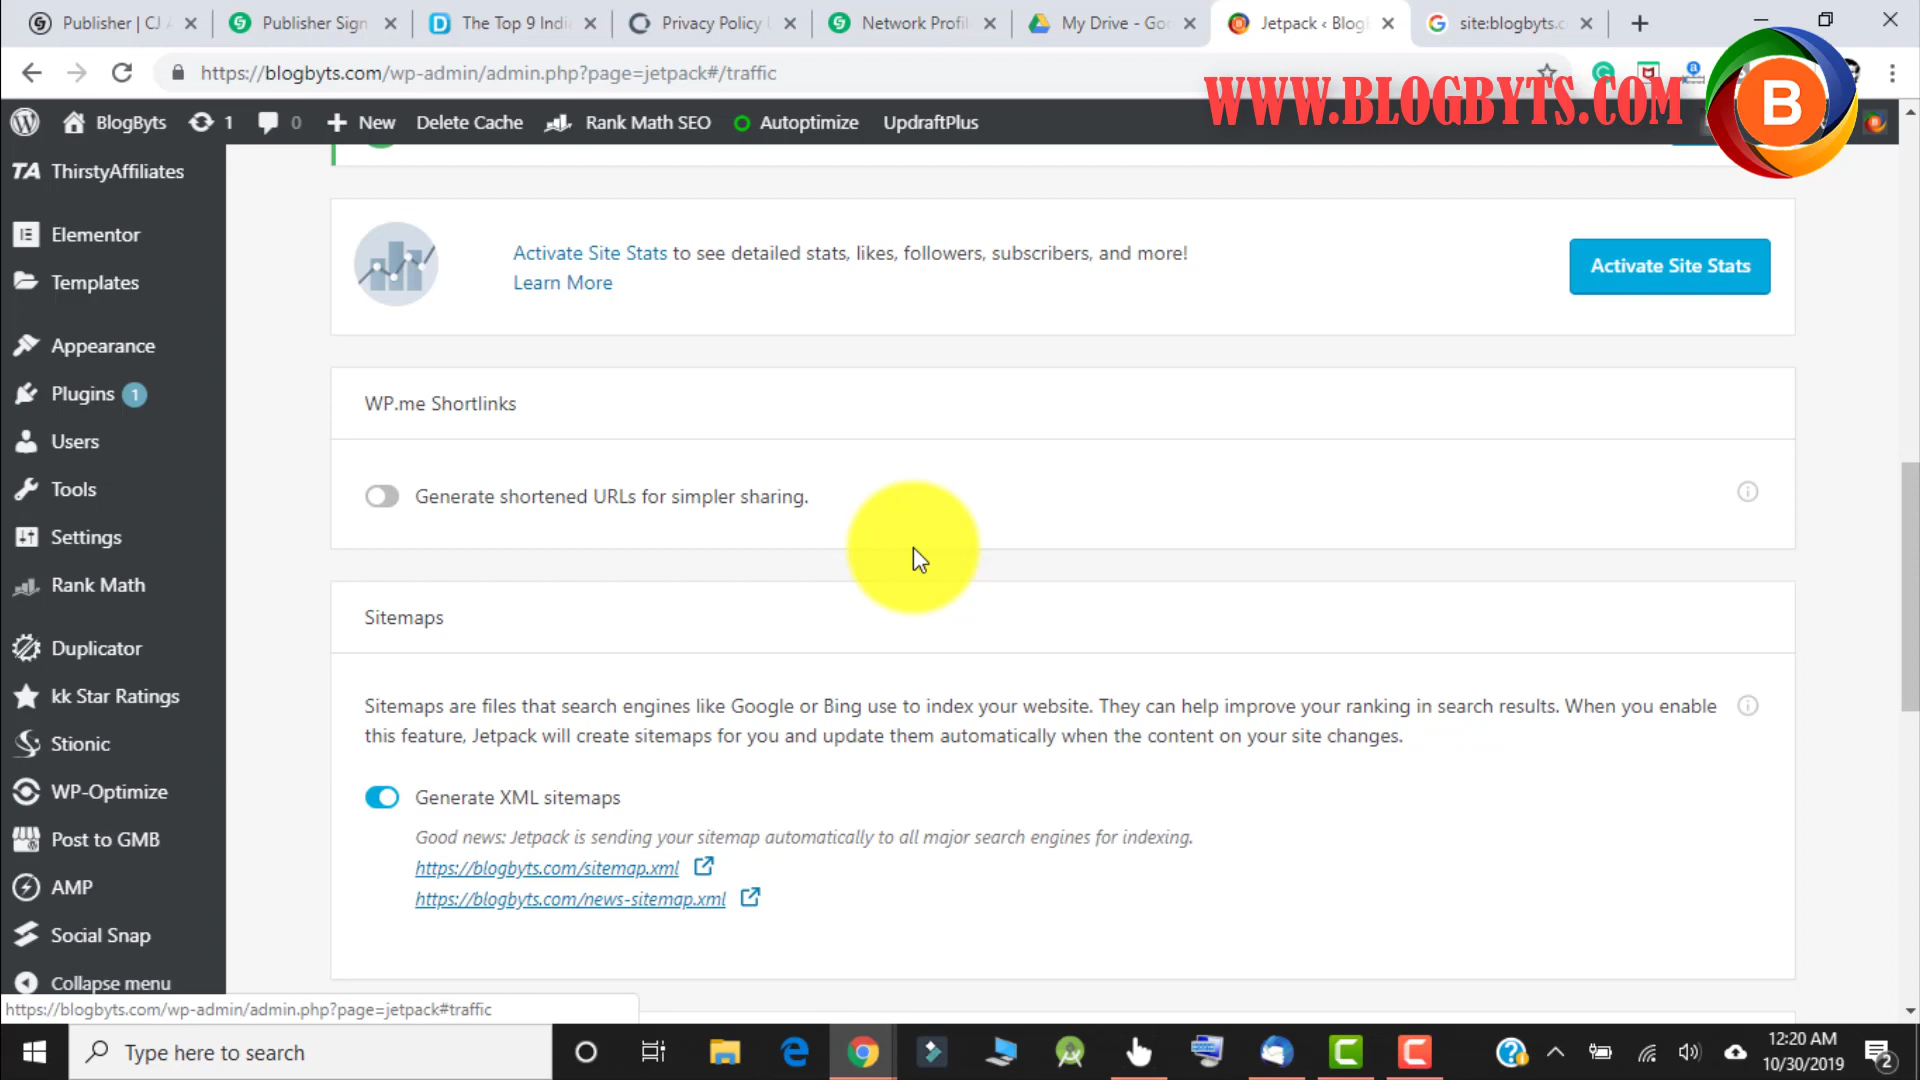 Publisher | CJ A
Publisher Sign
The Top 9 Indi
Privacy Policy
Network Profil
My Drive - Goo
Jetpack ‹ Blogi
site:blogbyts.c
https://blogbyts.com/wp-admin/admin.php?page=jetpack#/traffic
WWW.BLOGBYTS.COM
B
BlogByts
1
0
New
Delete Cache
Rank Math SEO
Autoptimize
UpdraftPlus
TA ThirstyAffiliates
Elementor
Templates
Appearance
Plugins 1
Users
Tools
Settings
Rank Math
Duplicator
kk Star Ratings
Stionic
WP-Optimize
Post to GMB
AMP
Social Snap
Collapse menu
Activate Site Stats to see detailed stats, likes, followers, subscribers, and more!
Learn More
Activate Site Stats
WP.me Shortlinks
Generate shortened URLs for simpler sharing.
Sitemaps
Sitemaps are files that search engines like Google or Bing use to index your website. They can help improve your ranking in search results. When you enable
this feature, Jetpack will create sitemaps for you and update them automatically when the content on your site changes.
Generate XML sitemaps
Good news: Jetpack is sending your sitemap automatically to all major search engines for indexing.
https://blogbyts.com/sitemap.xml
https://blogbyts.com/news-sitemap.xml
https://blogbyts.com/wp-admin/admin.php?page=jetpack#traffic
Type here to search
12:20 AM
10/30/2019
2